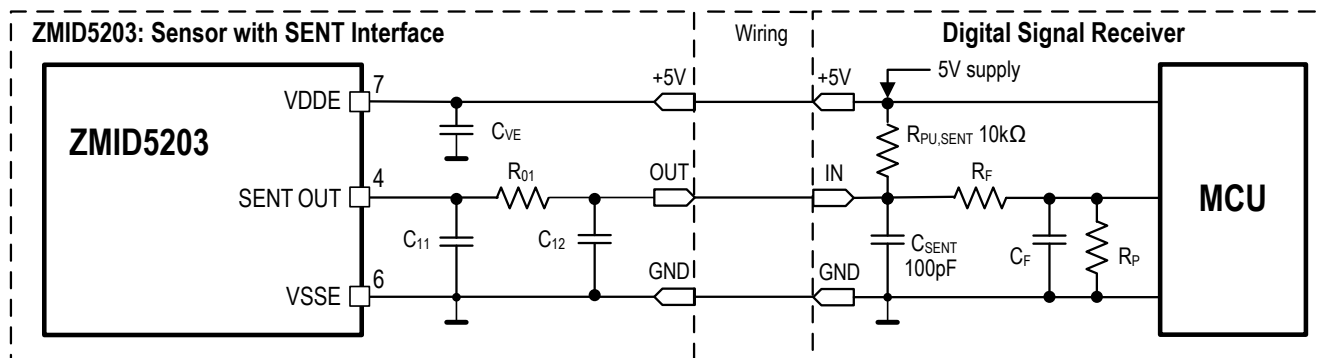 ZMID5203: Sensor with SENT Interface
Wiring
Digital Signal Receiver
7
VDDE
+5V
+5V
5V supply
ZMID5203
CVE
RPU,SENT 10kΩ
MCU
4
SENT OUT
R01
OUT
IN
RF
C11
C12
CSENT
100pF
CF
RP
6
VSSE
GND
GND